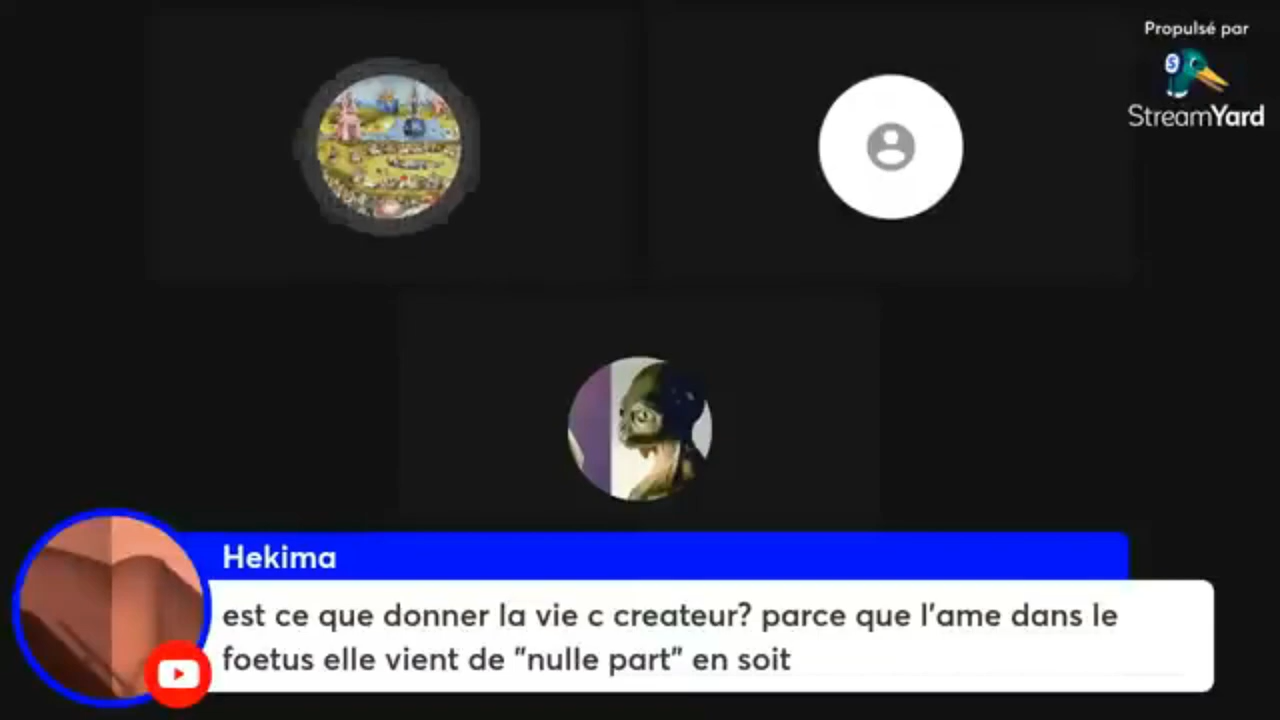 Propulsé par
StreamYard
Hekima
est ce que donner la vie c createur? parce que l'ame dans le
foetus elle vient de "nulle part" en soit